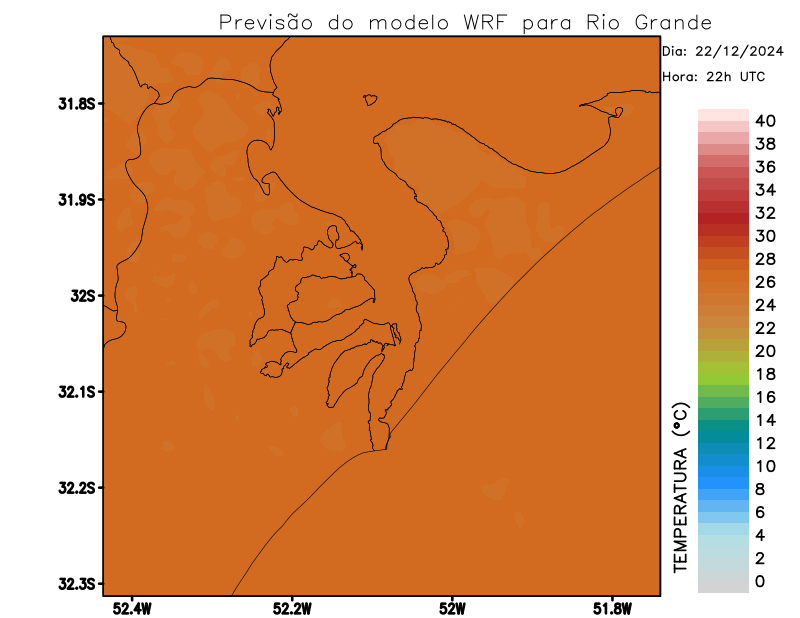 Previsão do modelo WRF para Rio Grande
Dia: 22/12/2024
Hora: 22h UTC
31.8S
31.9S
32S
32.1S
32.2S
32.3S
52.4W
52.2W
52W
51.8W
TEMPERATURA (°C)
40
38
36
34
32
30
28
26
24
22
20
18
16
14
12
10
8
6
4
2
0